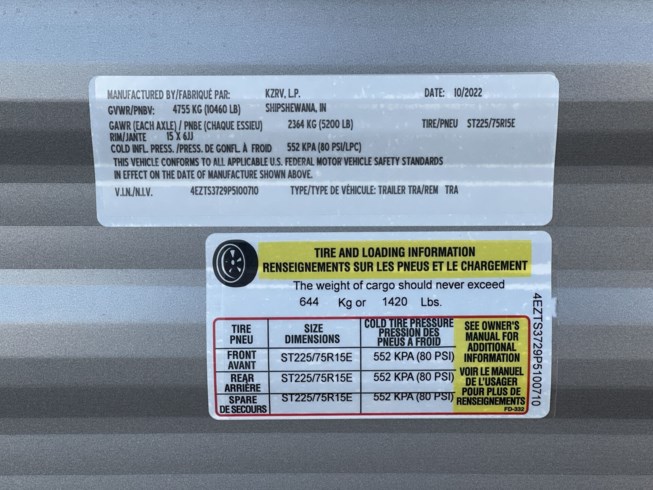 MANUFACTURED BY/FABRIQUÉ PAR: KZRV, L.P. DATE: 10/2022
GVWR/PNBV: 4755 KG (10460 LB) SHIPSHEWANA, IN
GAWR (EACH AXLE) / PNBE (CHAQUE ESSIEU) 2364 KG (5200 LB) TIRE/PNEU ST225/75R15E
RIM/JANTE 15 X 6JJ
COLD INFL. PRESS. /PRESS. DE GONFL. À FROID 552 KPA (80 PSI/LPC)
THIS VEHICLE CONFORMS TO ALL APPLICABLE U.S. FEDERAL MOTOR VEHICLE SAFETY STANDARDS
IN EFFECT ON THE DATE OF MANUFACTURE SHOWN ABOVE.
V.I.N./N.I.V. 4EZTS3729P5100710 TYPE/TYPE DE VÉHICULE: TRAILER TRA/REM TRA
TIRE AND LOADING INFORMATION
RENSEIGNEMENTS SUR LES PNEUS ET LE CHARGEMENT
The weight of cargo should never exceed
644 Kg or 1420 Lbs.
TIRE
PNEU
SIZE
DIMENSIONS
COLD TIRE PRESSURE
PRESSION DES
PNEUS A FROID
FRONT
AVANT
ST225/75R15E
552 KPA (80 PSI)
REAR
ARRIÈRE
ST225/75R15E
552 KPA (80 PSI)
SPARE
DE SECOURS
ST225/75R15E
552 KPA (80 PSI)
SEE OWNER'S
MANUAL FOR
ADDITIONAL
INFORMATION
VOIR LE MANUEL
DE L'USAGER
POUR PLUS DE
RENSEIGNEMENTS
FD-332
4EZTS3729P5100710